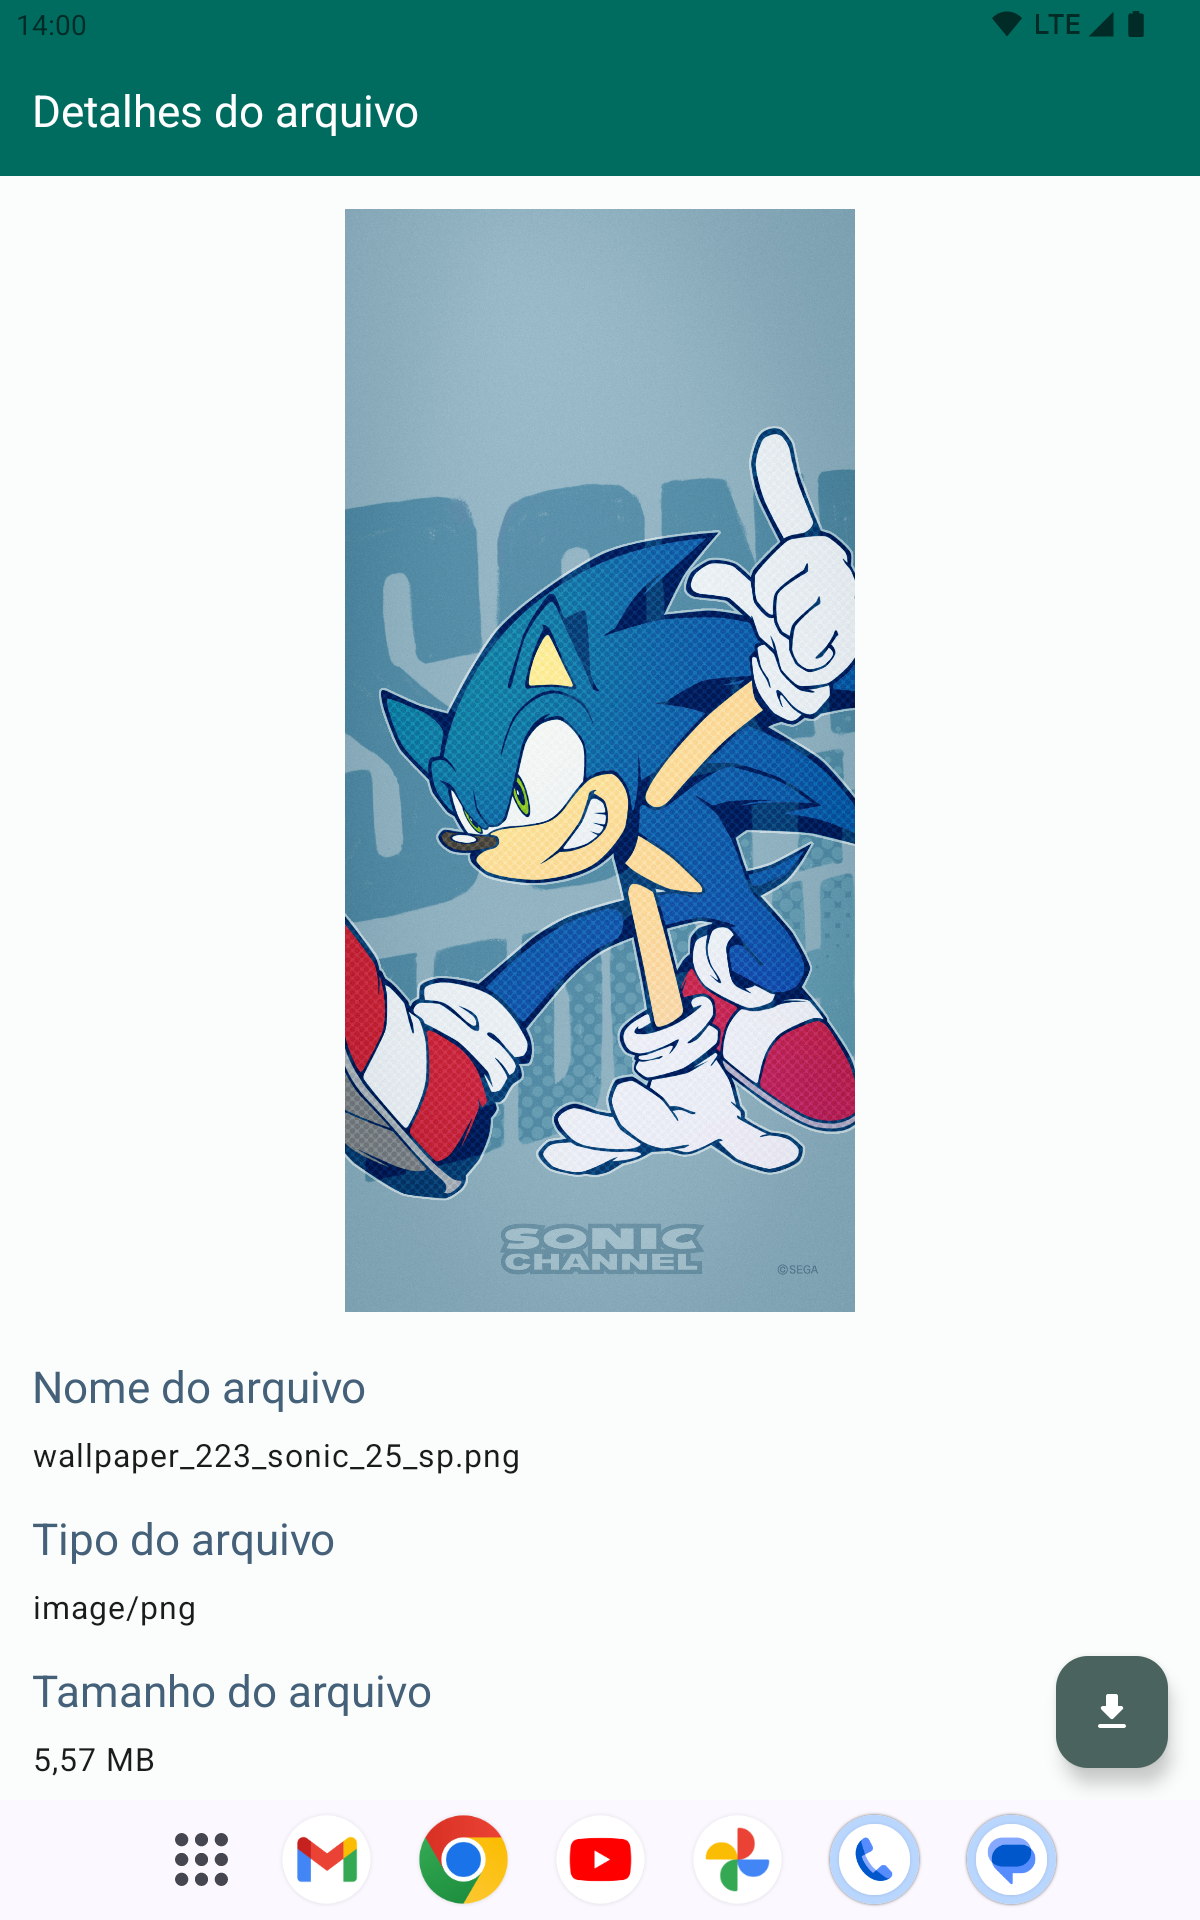 14:00 LTE
Detalhes do arquivo
SONIC
CHANNEL
©SEGA
Nome do arquivo
wallpaper_223_sonic_25_sp.png
Tipo do arquivo
image/png
Tamanho do arquivo
5,57 MB